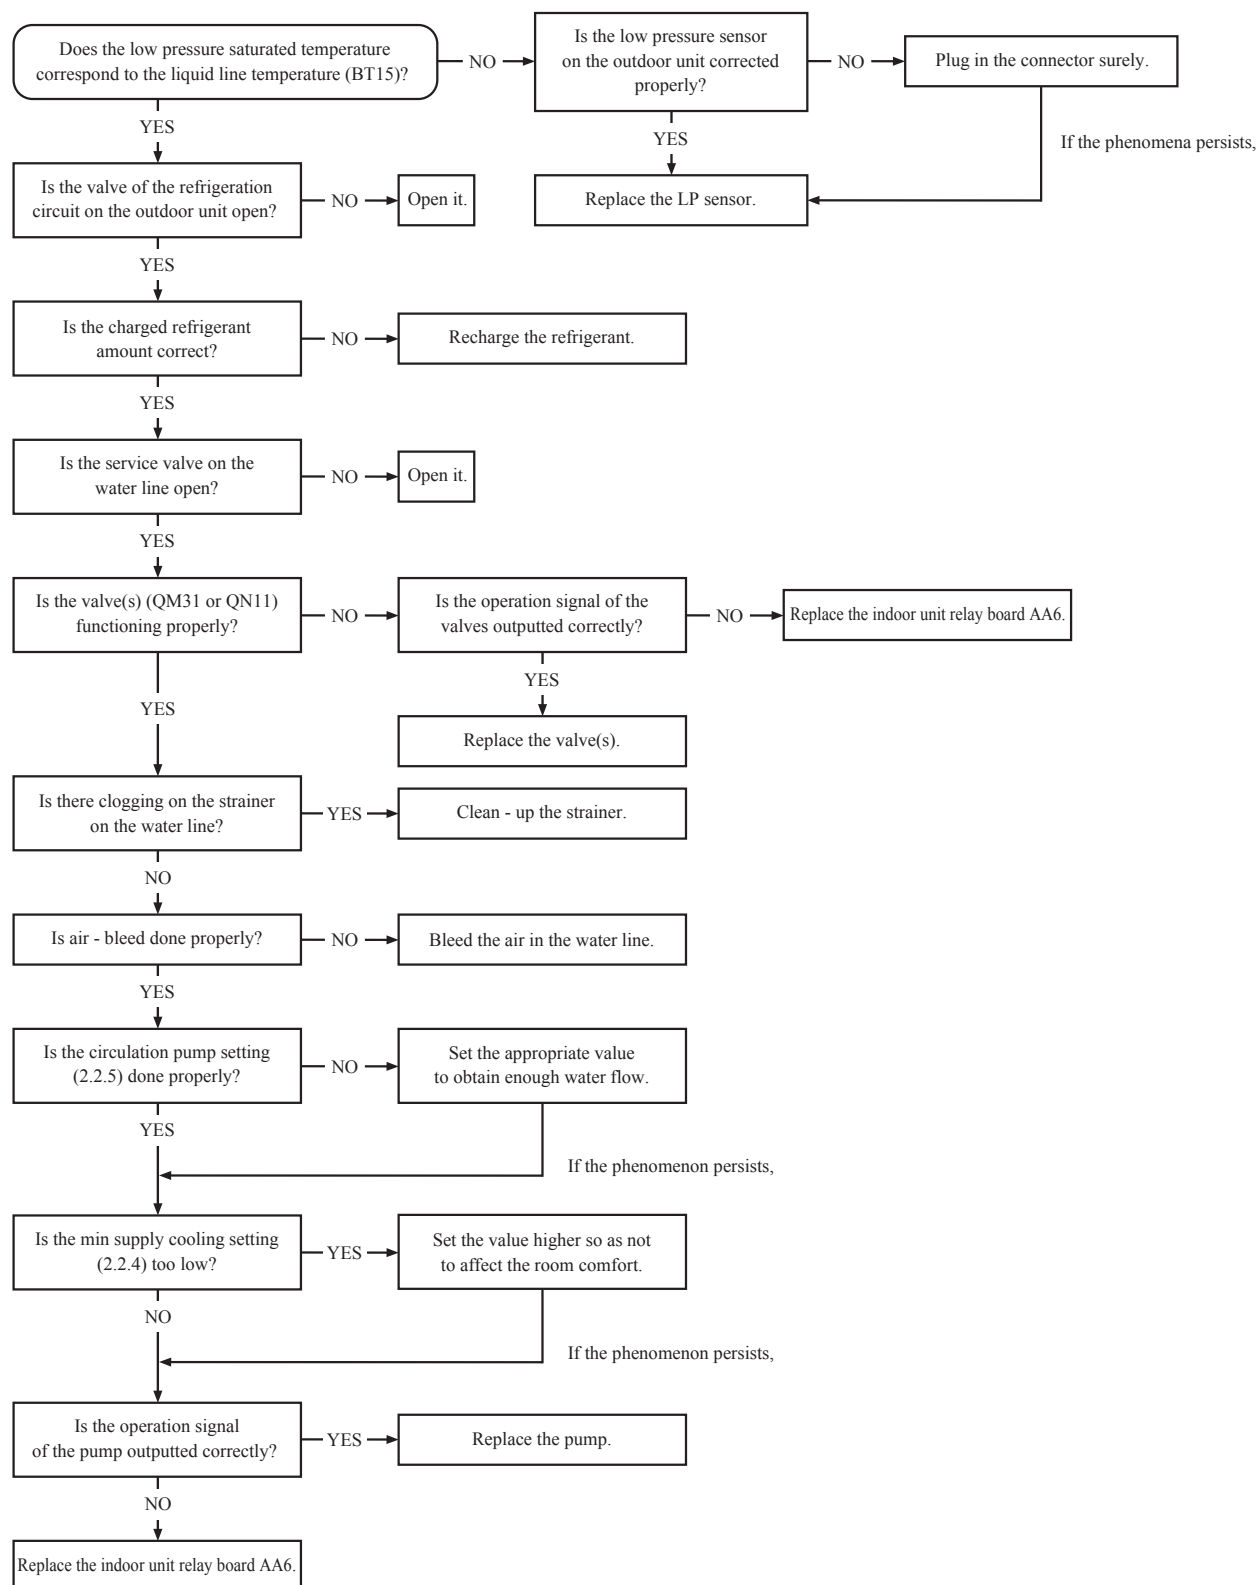 Does the low pressure saturated temperature
correspond to the liquid line temperature (BT15)?
NO
Is the low pressure sensor
on the outdoor unit corrected
properly?
NO
Plug in the connector surely.
YES
YES
If the phenomena persists,
Is the valve of the refrigeration
circuit on the outdoor unit open?
NO
Open it.
Replace the LP sensor.
YES
Is the charged refrigerant
amount correct?
NO
Recharge the refrigerant.
YES
Is the service valve on the
water line open?
NO
Open it.
YES
Is the valve(s) (QM31 or QN11)
functioning properly?
NO
Is the operation signal of the
valves outputted correctly?
NO
Replace the indoor unit relay board AA6.
YES
YES
Replace the valve(s).
Is there clogging on the strainer
on the water line?
YES
Clean - up the strainer.
NO
Is air - bleed done properly?
NO
Bleed the air in the water line.
YES
Is the circulation pump setting
(2.2.5) done properly?
NO
Set the appropriate value
to obtain enough water flow.
YES
If the phenomenon persists,
Is the min supply cooling setting
(2.2.4) too low?
YES
Set the value higher so as not
to affect the room comfort.
NO
If the phenomenon persists,
Is the operation signal
of the pump outputted correctly?
YES
Replace the pump.
NO
Replace the indoor unit relay board AA6.